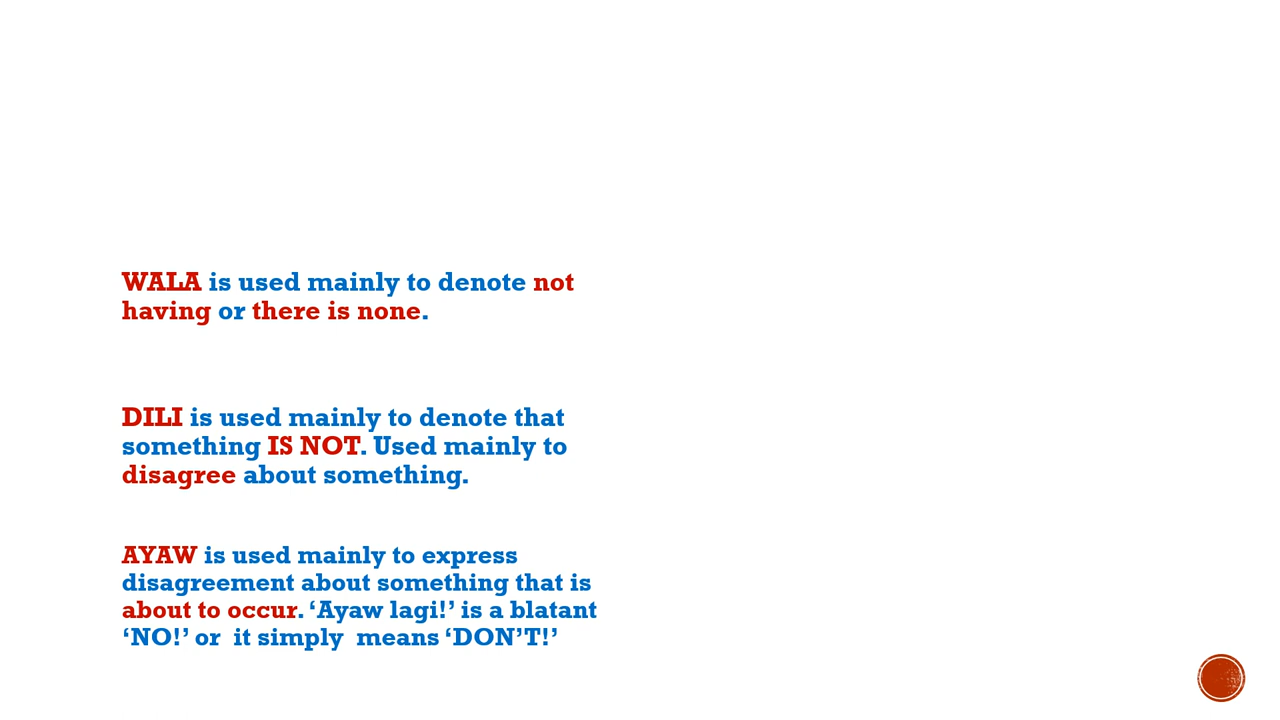 WALA is used mainly to denote not
having or there is none.
DILI is used mainly to denote that
something IS NOT. Used mainly to
disagree about something.
AYAW is used mainly to express
disagreement about something that is
about to occur. ‘Ayaw lagi!’ is a blatant
‘NO!’ or  it simply  means ‘DON’T!’